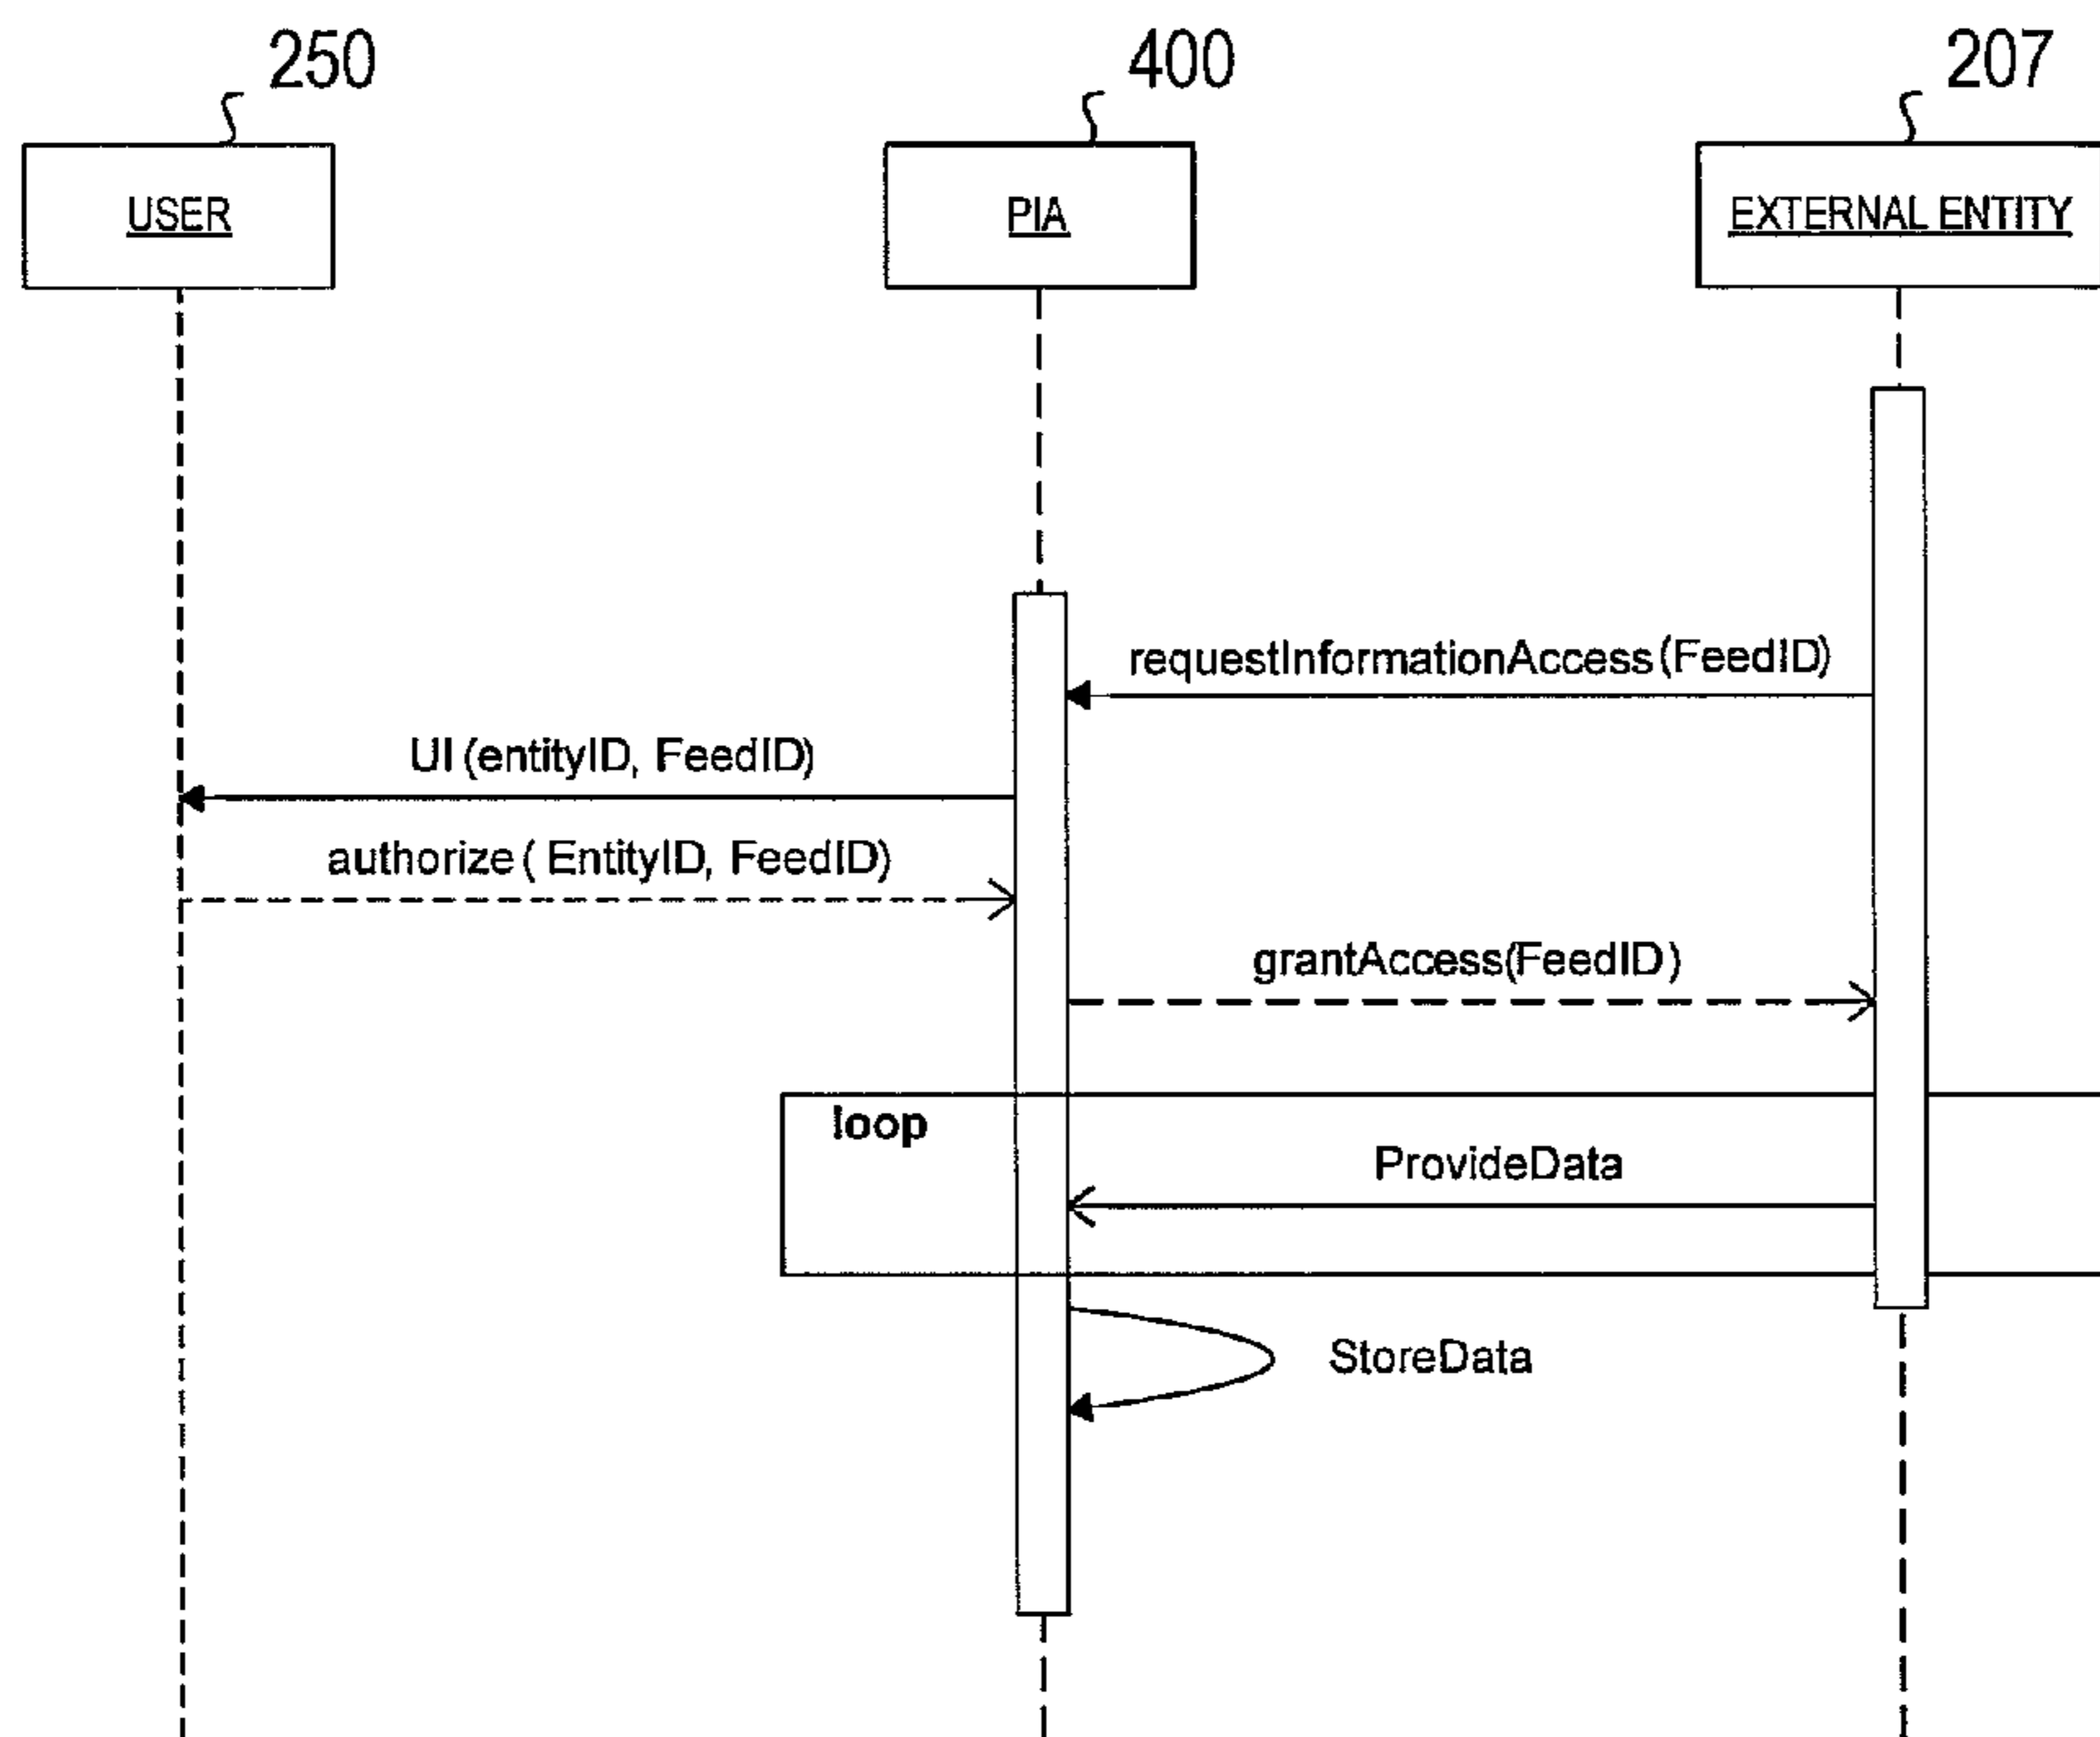 250
400
207
USER
PIA
EXTERNAL ENTITY
requestInformationAccess(FeedID)
UI (entityID, FeedID)
authorize ( EntityID, FeedID)
grantAccess(FeedID)
loop
ProvideData
StoreData